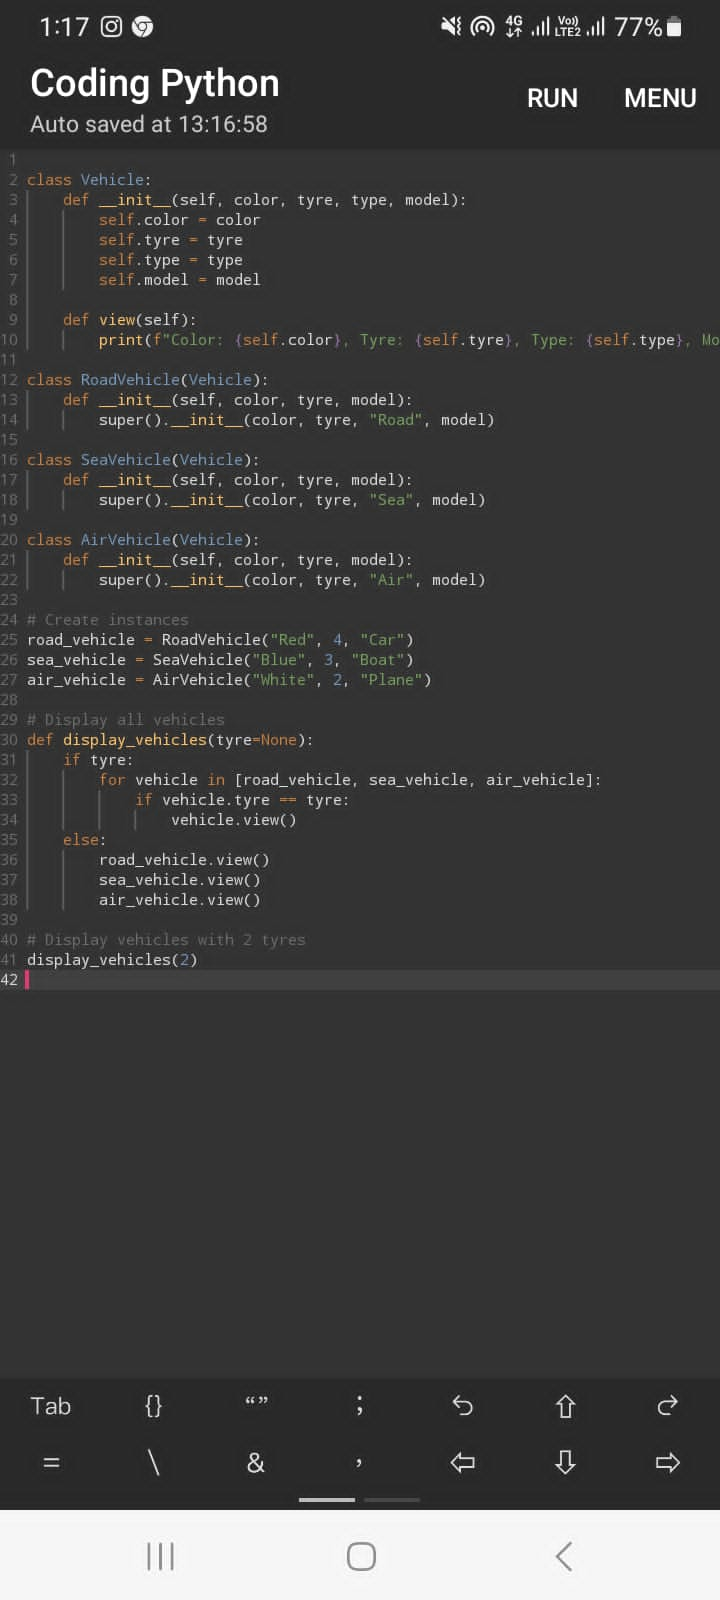 1:17 4G Vo)) LTE2 77%
Coding Python
RUN MENU
Auto saved at 13:16:58
1
2 class Vehicle:
3     def __init__(self, color, tyre, type, model):
4         self.color = color
5         self.tyre = tyre
6         self.type = type
7         self.model = model
8
9     def view(self):
10         print(f"Color: {self.color}, Tyre: {self.tyre}, Type: {self.type}, Mo
11
12 class RoadVehicle(Vehicle):
13     def __init__(self, color, tyre, model):
14         super().__init__(color, tyre, "Road", model)
15
16 class SeaVehicle(Vehicle):
17     def __init__(self, color, tyre, model):
18         super().__init__(color, tyre, "Sea", model)
19
20 class AirVehicle(Vehicle):
21     def __init__(self, color, tyre, model):
22         super().__init__(color, tyre, "Air", model)
23
24 # Create instances
25 road_vehicle = RoadVehicle("Red", 4, "Car")
26 sea_vehicle = SeaVehicle("Blue", 3, "Boat")
27 air_vehicle = AirVehicle("White", 2, "Plane")
28
29 # Display all vehicles
30 def display_vehicles(tyre=None):
31     if tyre:
32         for vehicle in [road_vehicle, sea_vehicle, air_vehicle]:
33             if vehicle.tyre == tyre:
34                 vehicle.view()
35     else:
36         road_vehicle.view()
37         sea_vehicle.view()
38         air_vehicle.view()
39
40 # Display vehicles with 2 tyres
41 display_vehicles(2)
42
Tab {} “” ;
= \ & ,